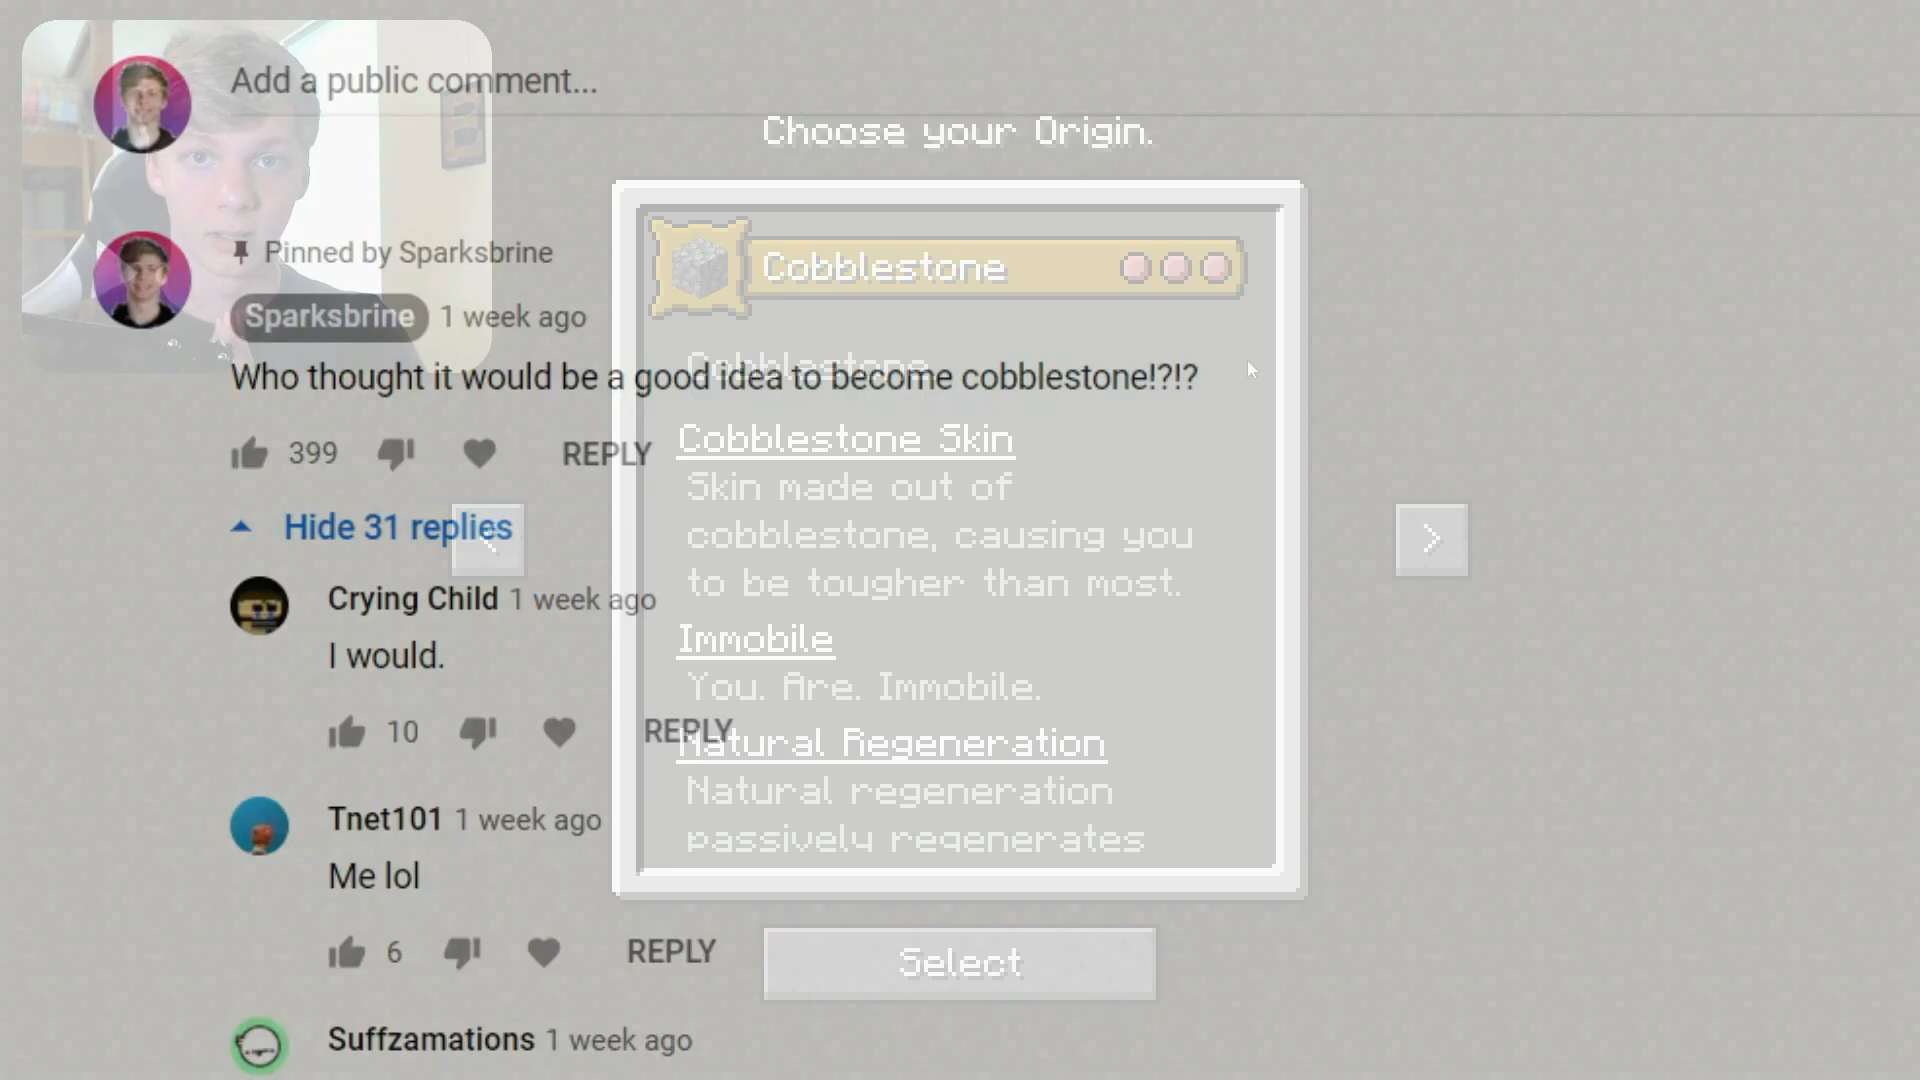 Add a public comment...
Choose your Origin.
Pinned by Sparksbrine
Sparksbrine 1 week ago
Who thought it would be a good idea to become cobblestone!?!?
399 REPLY
Hide 31 replies
Crying Child 1 week ago
I would.
10 REPLY
Tnet101 1 week ago
Me lol
6 REPLY
Suffzamations 1 week ago
Cobblestone
Cobblestone
Cobblestone Skin
Skin made out of
cobblestone, causing you
to be tougher than most.
Immobile
You. Are. Immobile.
Natural Regeneration
Natural regeneration
passively regenerates
<
>
Select